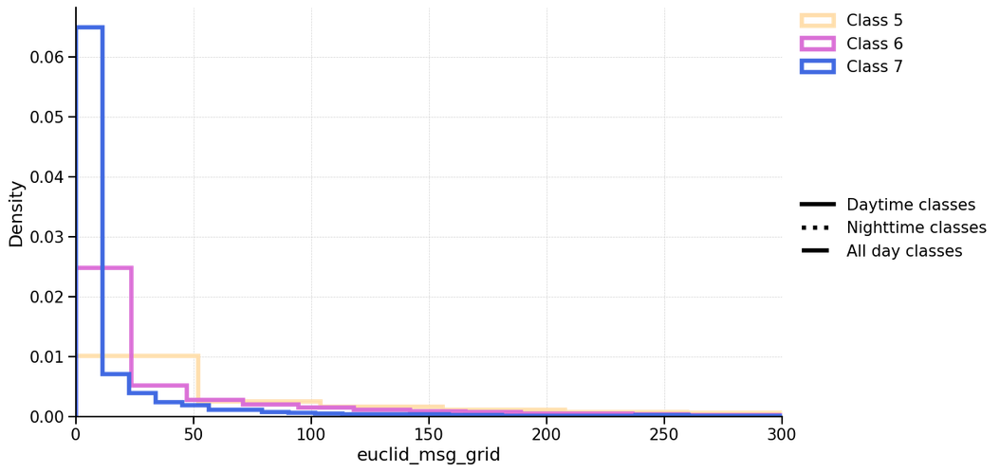 0.06
0.05
0.04
0.03
0.02
0.01
0.00
Density
0 50 100 150 200 250 300
euclid_msg_grid
Class 5
Class 6
Class 7
Daytime classes
Nighttime classes
All day classes